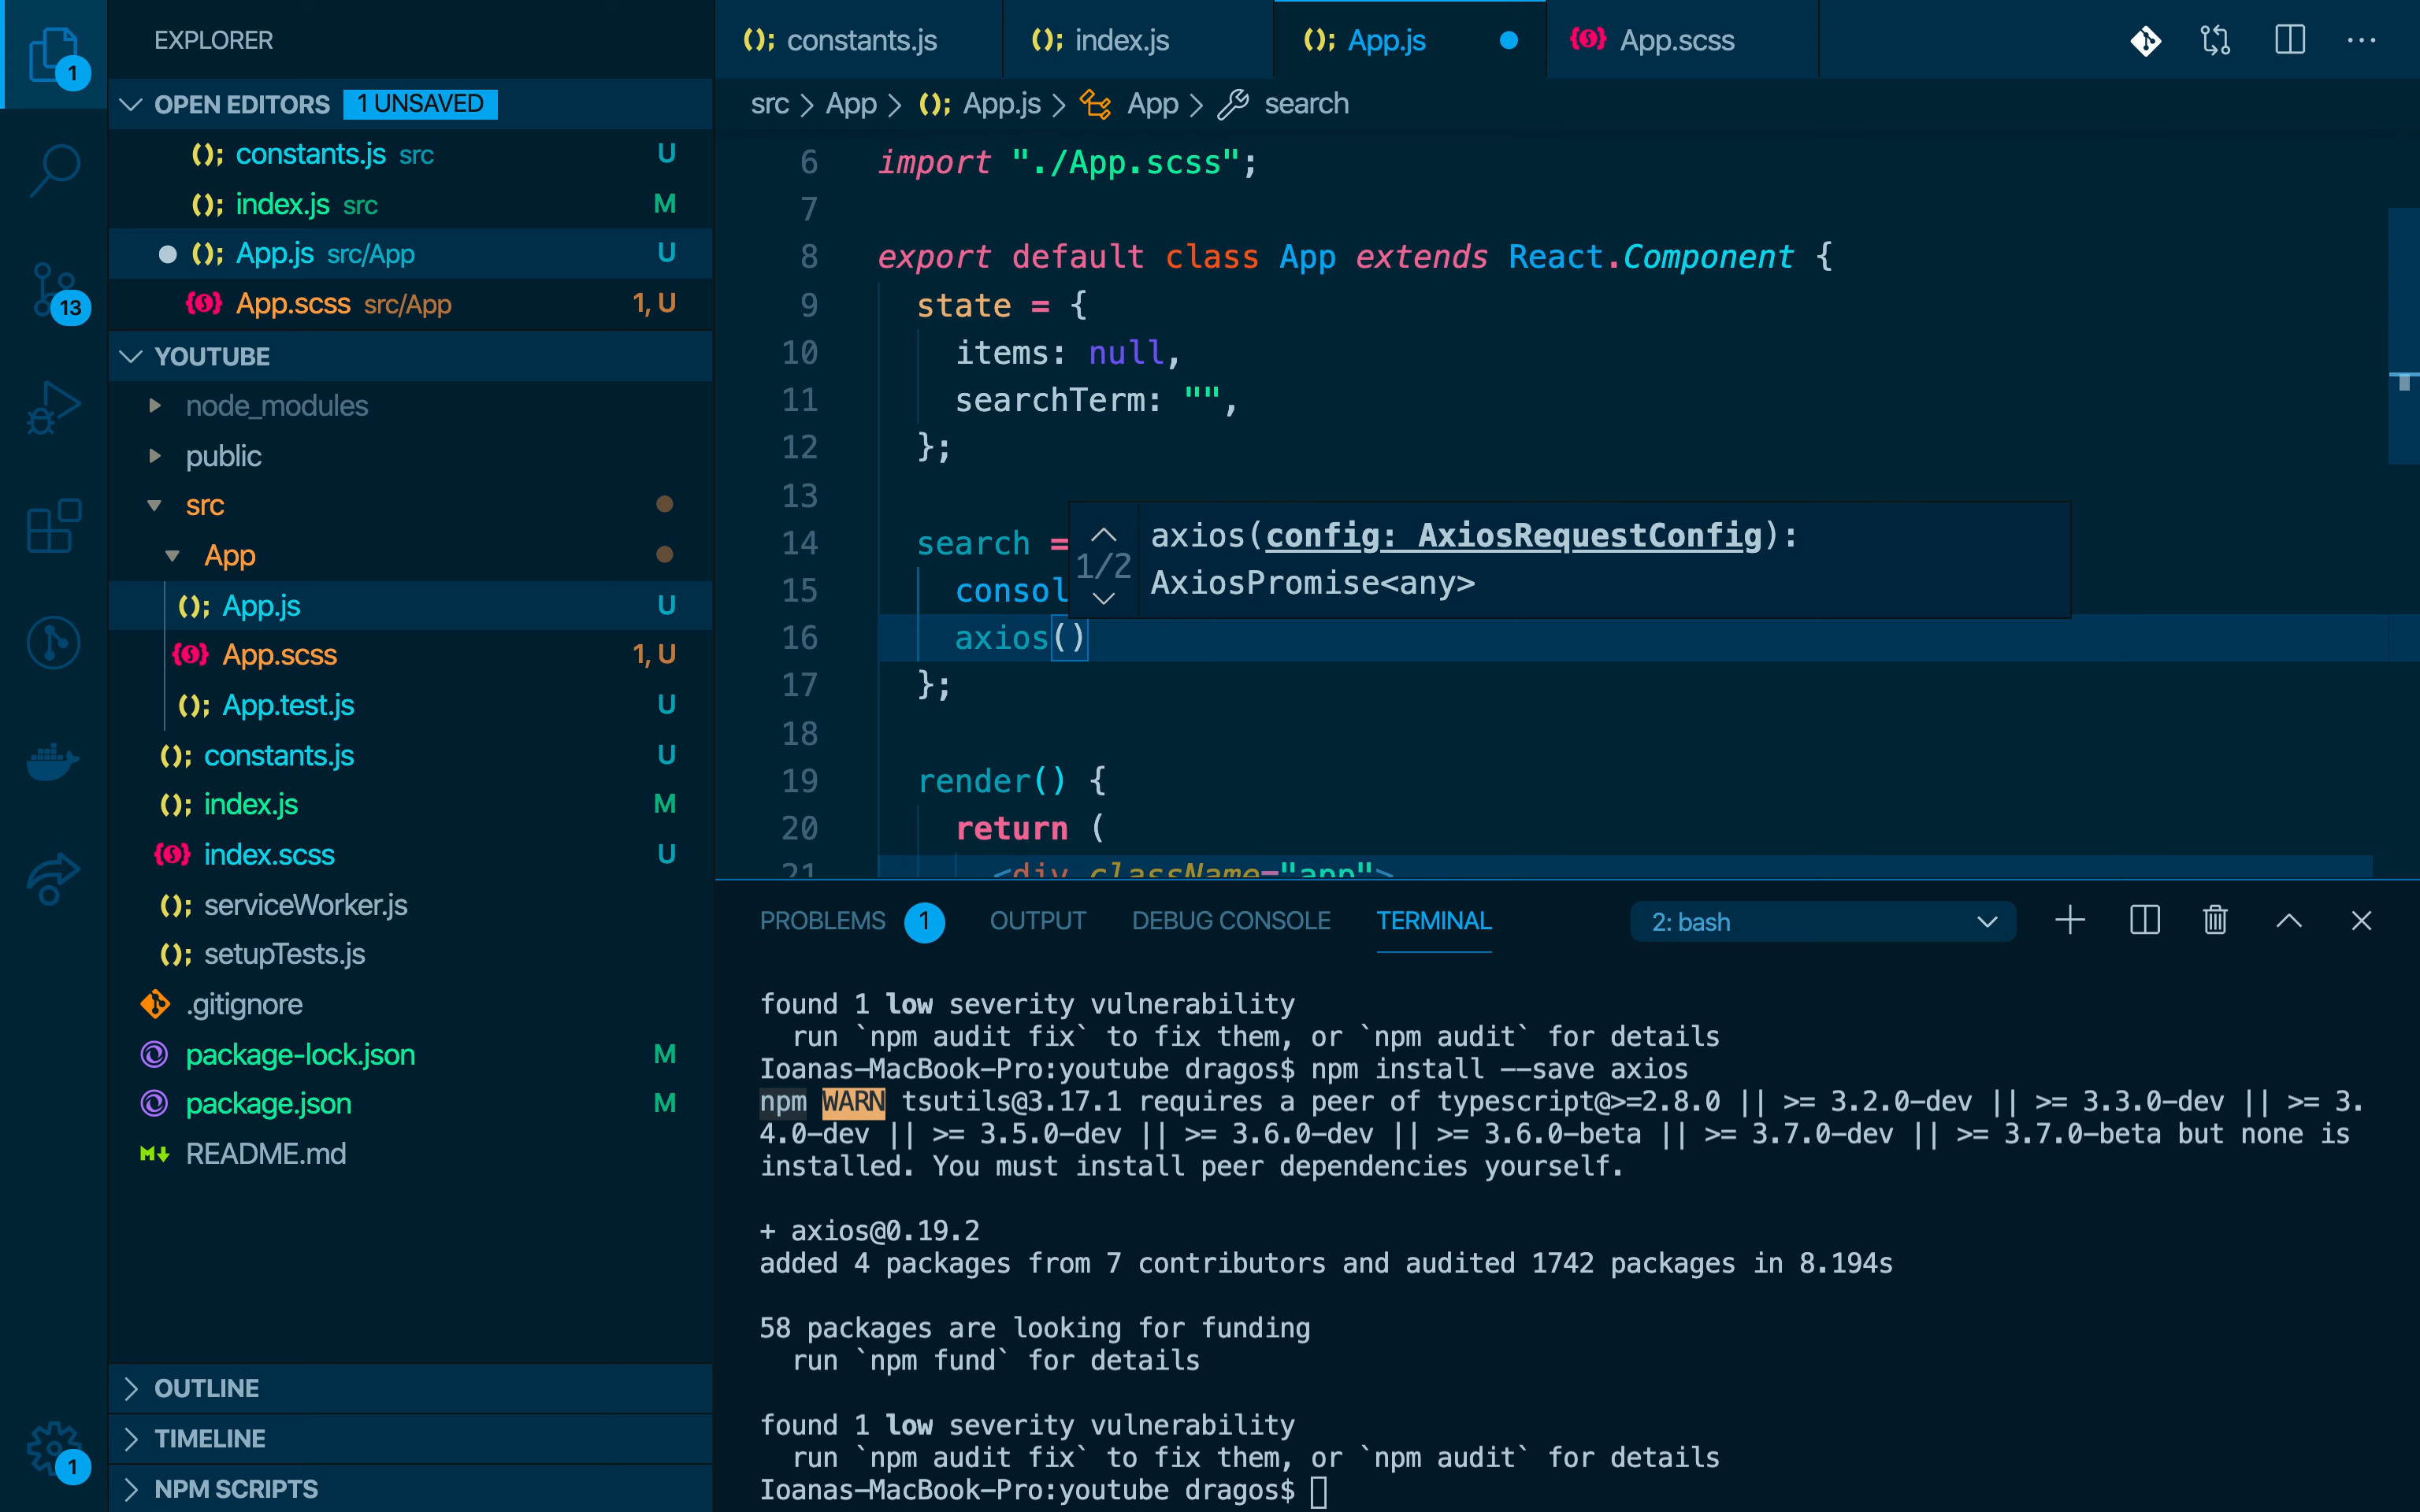 1
13
1
EXPLORER
OPEN EDITORS 1 UNSAVED
(); constants.js src U
(); index.js src M
(); App.js src/App U
{S} App.scss src/App 1, U
YOUTUBE
node_modules
public
src
App
(); App.js U
{S} App.scss 1, U
(); App.test.js U
(); constants.js U
(); index.js M
{S} index.scss U
(); serviceWorker.js
(); setupTests.js
.gitignore
package-lock.json M
package.json M
M README.md
OUTLINE
TIMELINE
NPM SCRIPTS
(); constants.js
(); index.js
(); App.js
{S} App.scss
...
src > App > (); App.js > App > search
6 import "./App.scss";
7
8 export default class App extends React.Component {
9 state = {
10 items: null,
11 searchTerm: "",
12 };
13
14 search =
15 consol
16 axios()
17 };
18
19 render() {
20 return (
21 <div className="app">
1/2
axios(config: AxiosRequestConfig):
AxiosPromise<any>
PROBLEMS 1 OUTPUT DEBUG CONSOLE TERMINAL 2: bash
found 1 low severity vulnerability
run `npm audit fix` to fix them, or `npm audit` for details
Ioanas-MacBook-Pro:youtube dragos$ npm install --save axios
npm WARN tsutils@3.17.1 requires a peer of typescript@>=2.8.0 || >= 3.2.0-dev || >= 3.3.0-dev || >= 3.
4.0-dev || >= 3.5.0-dev || >= 3.6.0-dev || >= 3.6.0-beta || >= 3.7.0-dev || >= 3.7.0-beta but none is
installed. You must install peer dependencies yourself.
+ axios@0.19.2
added 4 packages from 7 contributors and audited 1742 packages in 8.194s
58 packages are looking for funding
run `npm fund` for details
found 1 low severity vulnerability
run `npm audit fix` to fix them, or `npm audit` for details
Ioanas-MacBook-Pro:youtube dragos$